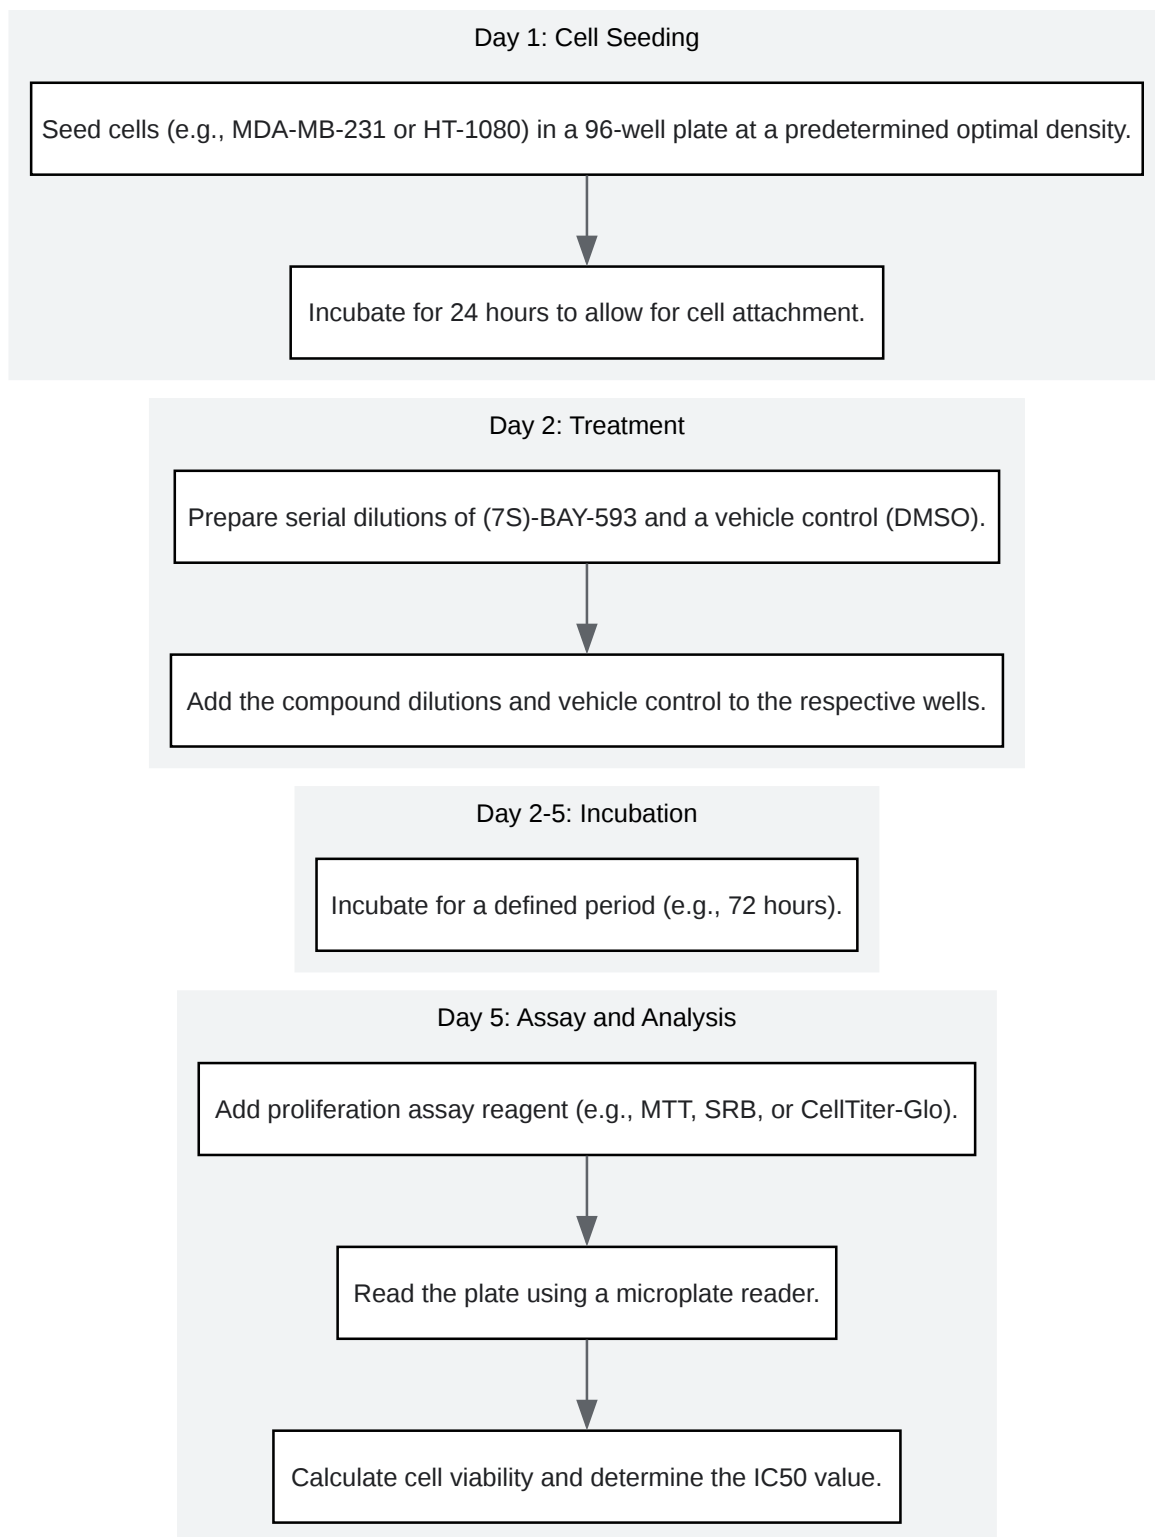 Day 1: Cell Seeding
Seed cells (e.g., MDA-MB-231 or HT-1080) in a 96-well plate at a predetermined optimal density.
Incubate for 24 hours to allow for cell attachment.
Day 2: Treatment
Prepare serial dilutions of (7S)-BAY-593 and a vehicle control (DMSO).
Add the compound dilutions and vehicle control to the respective wells.
Day 2-5: Incubation
Incubate for a defined period (e.g., 72 hours).
Day 5: Assay and Analysis
Add proliferation assay reagent (e.g., MTT, SRB, or CellTiter-Glo).
Read the plate using a microplate reader.
Calculate cell viability and determine the IC50 value.